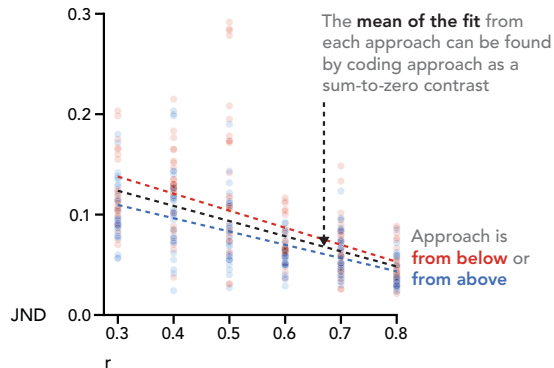 0.3
The mean of the fit from
each approach can be found
by coding approach as a
sum-to-zero contrast
0.2
0.1
Approach is
from below or
from above
JND
0.0
0.3 0.4 0.5 0.6 0.7 0.8
r